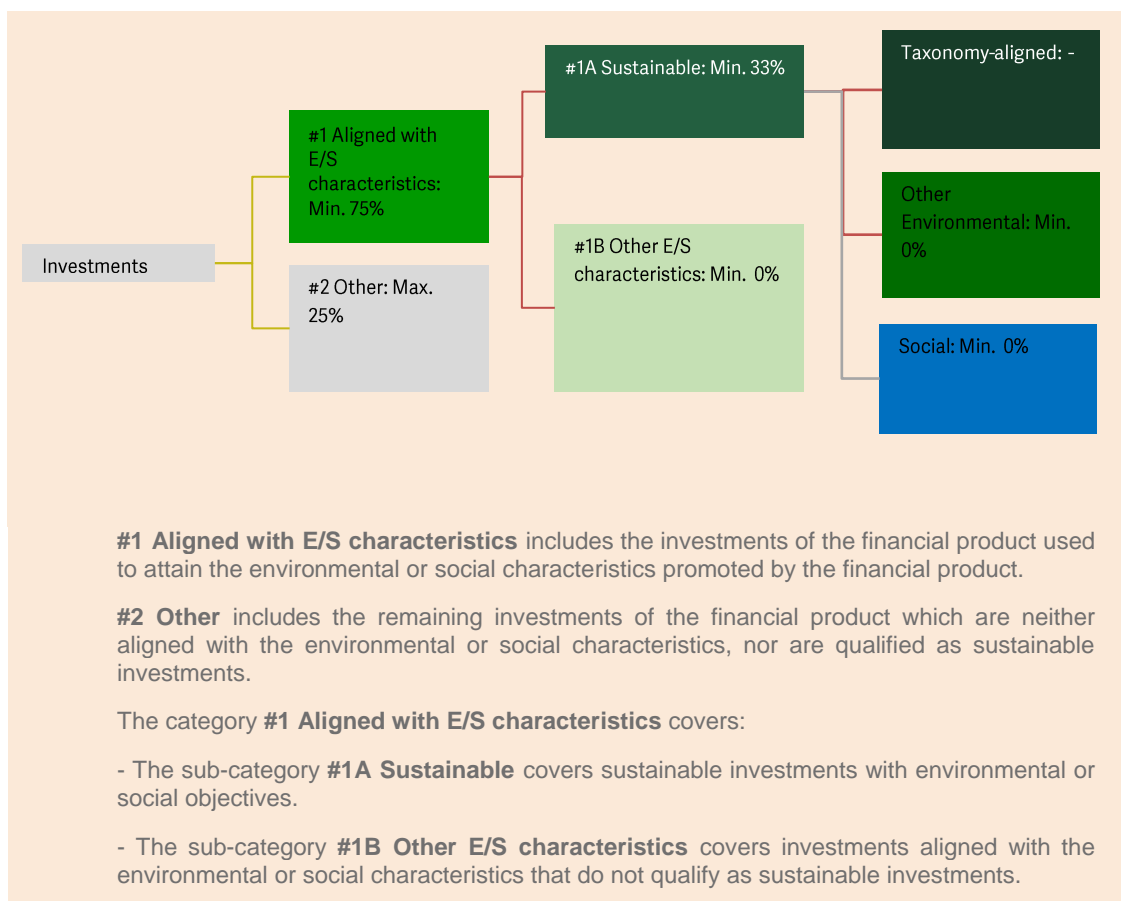 Investments
#1 Aligned with
E/S
characteristics:
Min. 75%
#2 Other: Max.
25%
#1A Sustainable: Min. 33%
#1B Other E/S
characteristics: Min. 0%
Taxonomy-aligned: -
Other
Environmental: Min.
0%
Social: Min. 0%
#1 Aligned with E/S characteristics includes the investments of the financial product used
to attain the environmental or social characteristics promoted by the financial product.
#2 Other includes the remaining investments of the financial product which are neither
aligned with the environmental or social characteristics, nor are qualified as sustainable
investments.
The category #1 Aligned with E/S characteristics covers:
- The sub-category #1A Sustainable covers sustainable investments with environmental or
social objectives.
- The sub-category #1B Other E/S characteristics covers investments aligned with the
environmental or social characteristics that do not qualify as sustainable investments.